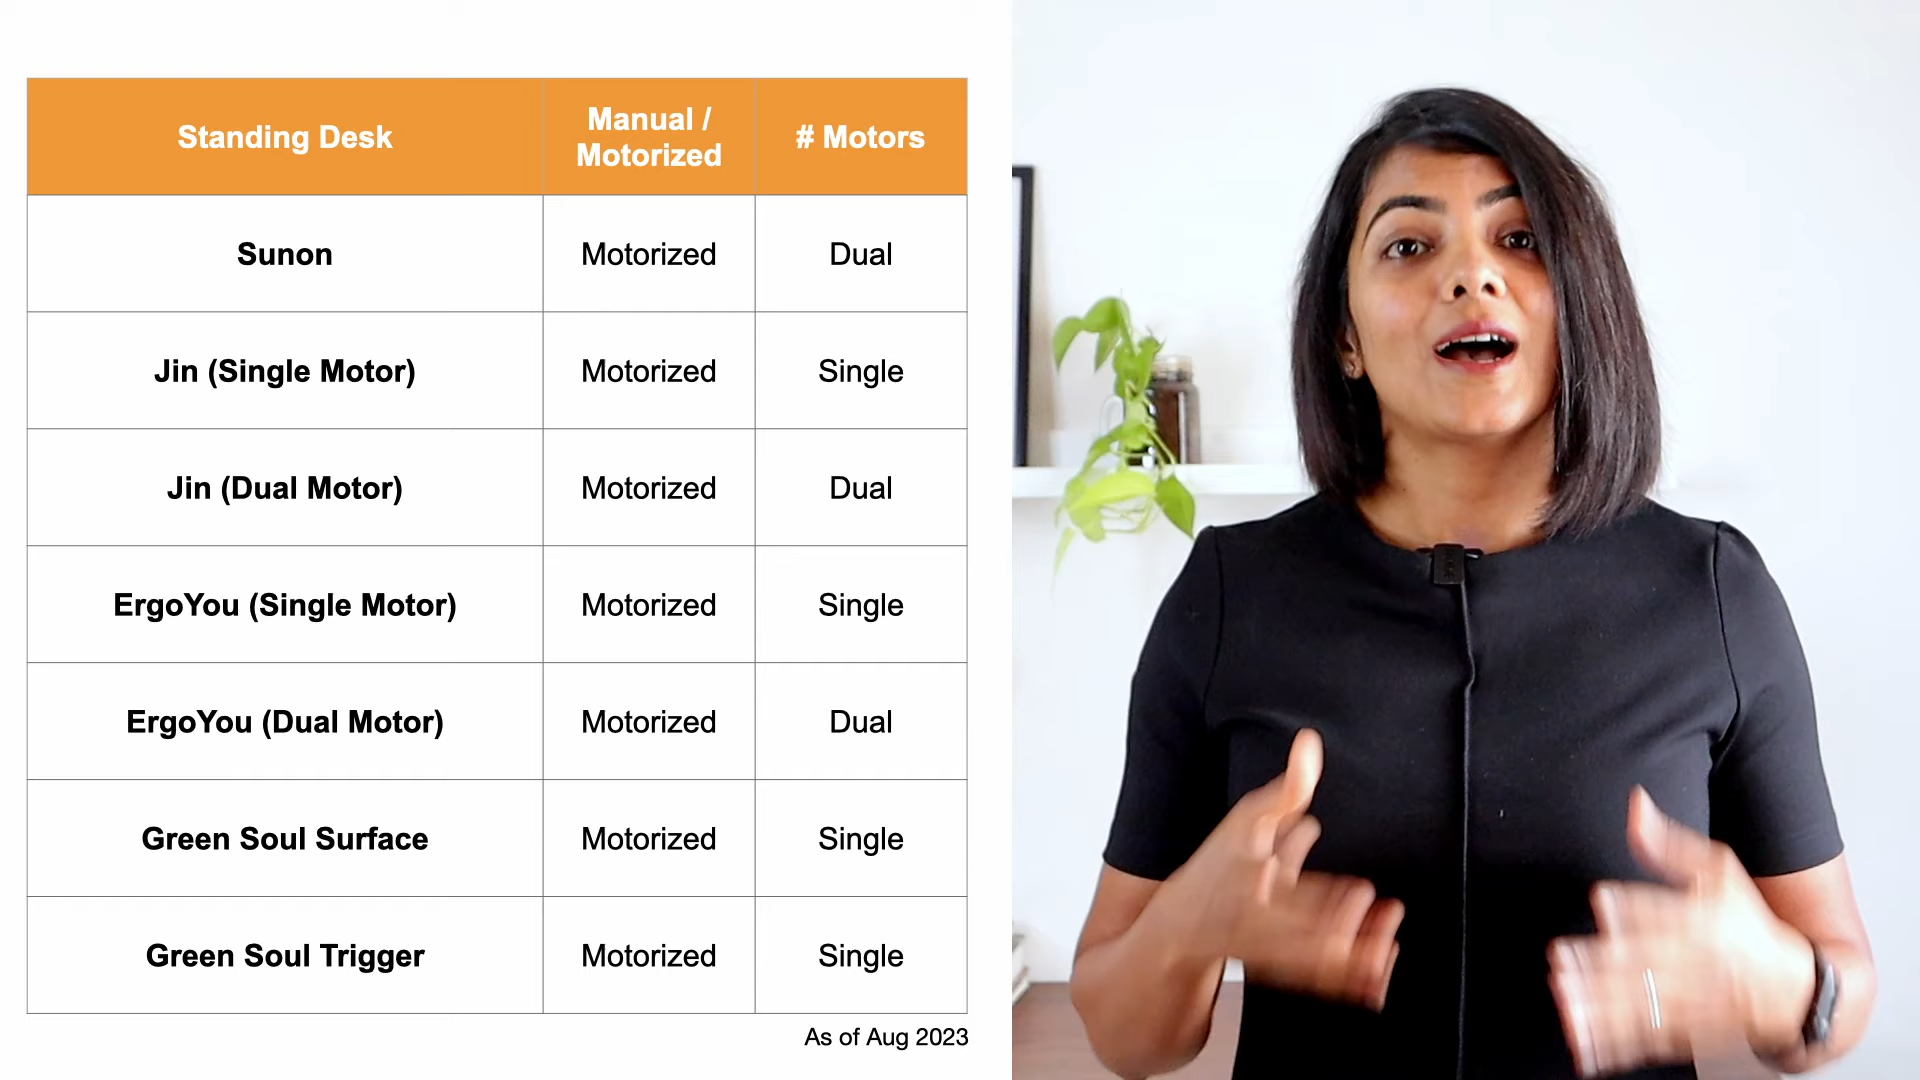 Standing Desk
Manual /
Motorized
# Motors
Sunon
Motorized
Dual
Jin (Single Motor)
Motorized
Single
Jin (Dual Motor)
Motorized
Dual
ErgoYou (Single Motor)
Motorized
Single
ErgoYou (Dual Motor)
Motorized
Dual
Green Soul Surface
Motorized
Single
Green Soul Trigger
Motorized
Single
As of Aug 2023